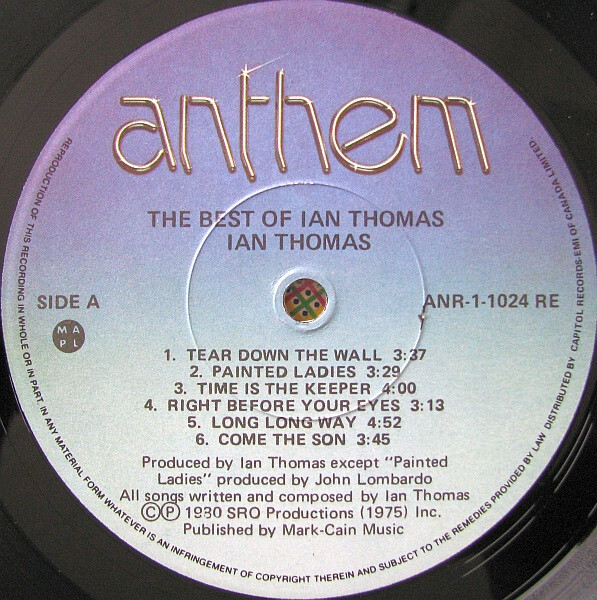 anthem
THE BEST OF IAN THOMAS
IAN THOMAS
SIDE A
ANR-1-1024 RE
M A
P L
1. TEAR DOWN THE WALL 3:37
2. PAINTED LADIES 3:29
3. TIME IS THE KEEPER 4:00
4. RIGHT BEFORE YOUR EYES 3:13
5. LONG LONG WAY 4:52
6. COME THE SON 3:45
Produced by Ian Thomas except "Painted
Ladies" produced by John Lombardo
All songs written and composed by Ian Thomas
©℗ 1980 SRO Productions (1975) Inc.
Published by Mark-Cain Music
REPRODUCTION OF THIS RECORDING IN WHOLE OR IN PART, IN ANY MATERIAL FORM WHATEVER IS AN INFRINGEMENT OF COPYRIGHT THEREIN AND SUBJECT TO THE REMEDIES PROVIDED BY LAW DISTRIBUTED BY CAPITOL RECORDS-EMI OF CANADA LIMITED.